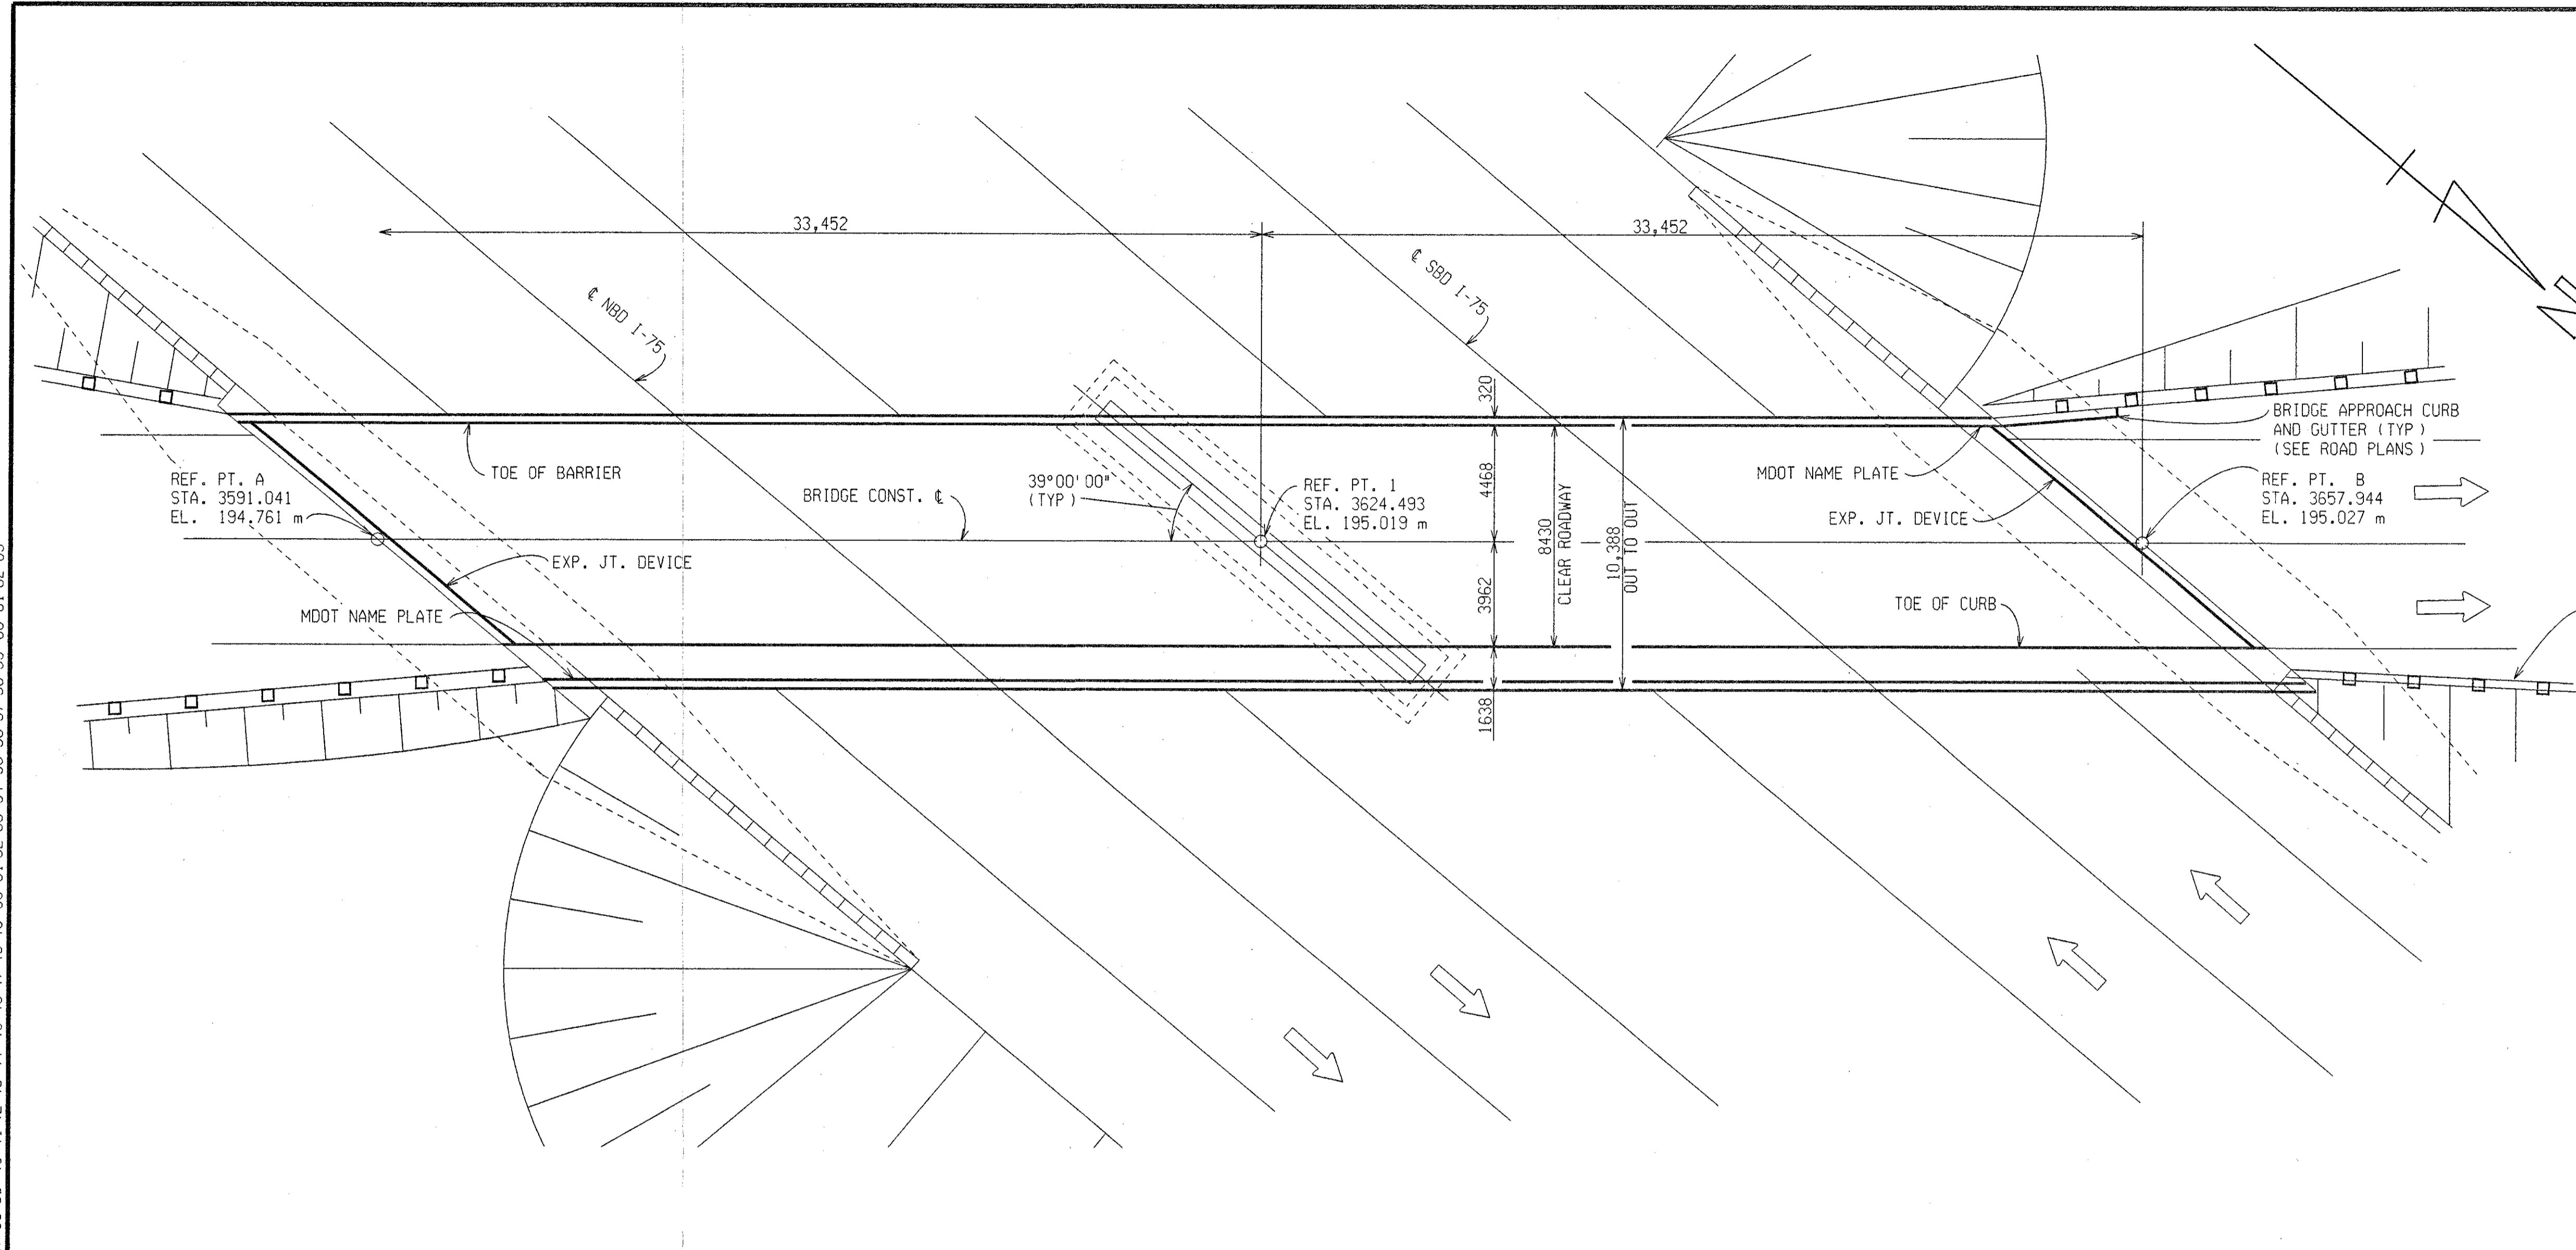 33,452
33,452
℄ NBD I-75
℄ SBD I-75
320
TOE OF BARRIER
BRIDGE APPROACH CURB
AND GUTTER (TYP)
(SEE ROAD PLANS)
MDOT NAME PLATE
REF. PT. A
STA. 3591.041
EL. 194.761 m
BRIDGE CONST. ℄
39°00'00"
(TYP)
REF. PT. 1
STA. 3624.493
EL. 195.019 m
4468
8430
CLEAR ROADWAY
10,388
OUT TO OUT
EXP. JT. DEVICE
REF. PT. B
STA. 3657.944
EL. 195.027 m
EXP. JT. DEVICE
MDOT NAME PLATE
3962
TOE OF CURB
1638